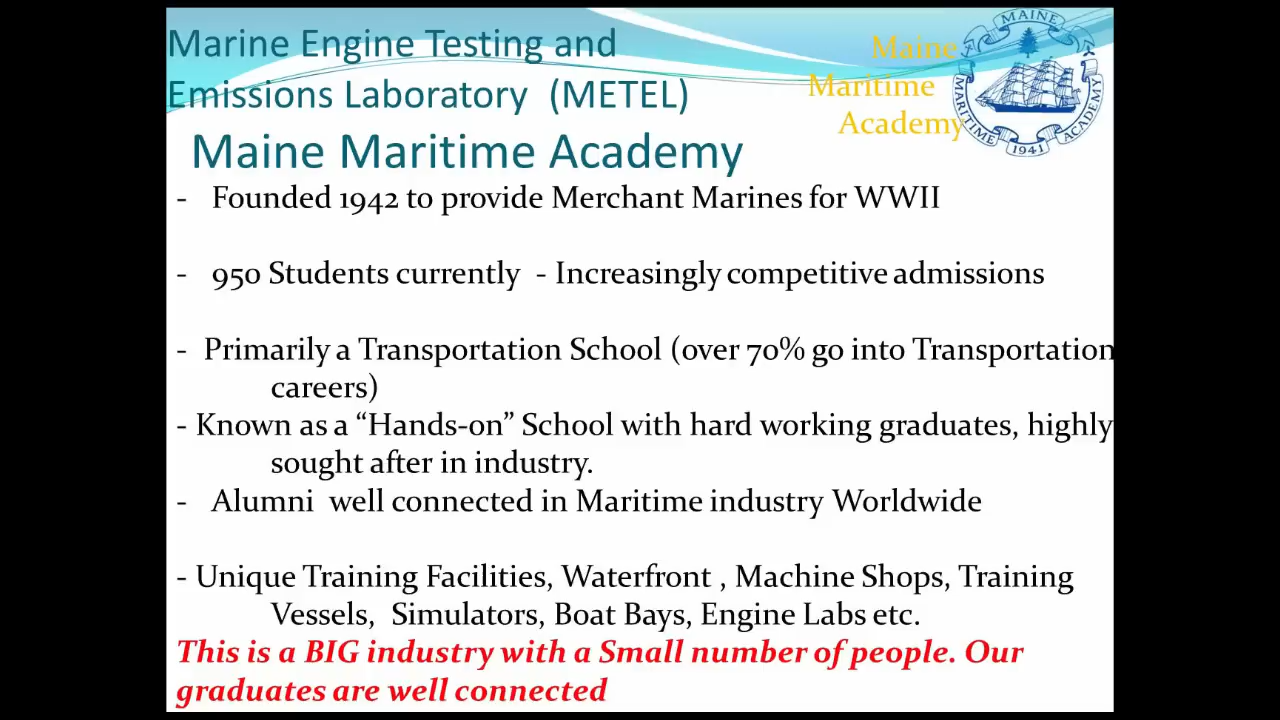 Marine Engine Testing and
Emissions Laboratory (METEL)
Maine Maritime Academy
Maine
Maritime
Academy
MAINE
MARITIME
ACADEMY
1941
- Founded 1942 to provide Merchant Marines for WWII
- 950 Students currently - Increasingly competitive admissions
- Primarily a Transportation School (over 70% go into Transportation
careers)
- Known as a “Hands-on” School with hard working graduates, highly
sought after in industry.
- Alumni well connected in Maritime industry Worldwide
- Unique Training Facilities, Waterfront , Machine Shops, Training
Vessels, Simulators, Boat Bays, Engine Labs etc.
This is a BIG industry with a Small number of people. Our
graduates are well connected